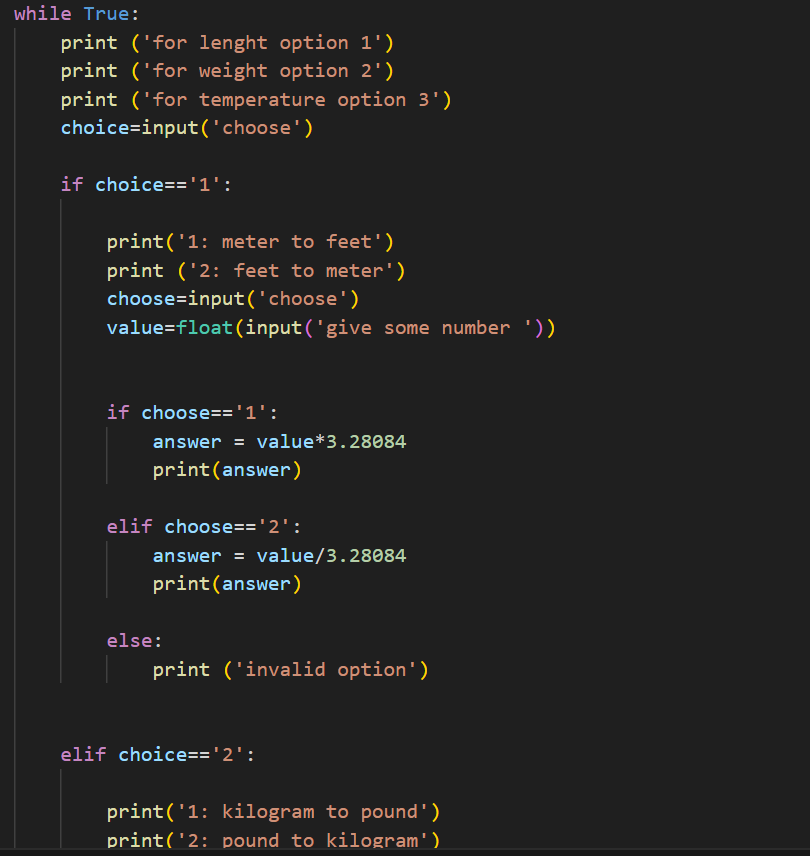 while True:
    print ('for lenght option 1')
    print ('for weight option 2')
    print ('for temperature option 3')
    choice=input('choose')
    if choice=='1':
        print('1: meter to feet')
        print ('2: feet to meter')
        choose=input('choose')
        value=float(input('give some number '))
        if choose=='1':
            answer = value*3.28084
            print(answer)
        elif choose=='2':
            answer = value/3.28084
            print(answer)
        else:
            print ('invalid option')
    elif choice=='2':
        print('1: kilogram to pound')
        print('2: pound to kilogram')